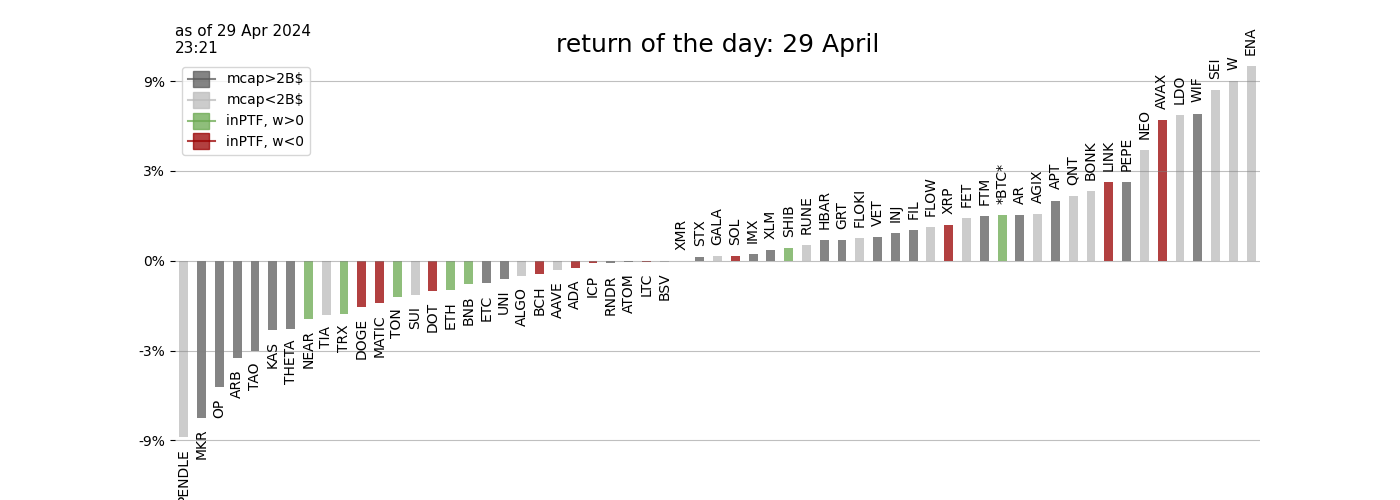 as of 29 Apr 2024
23:21
return of the day: 29 April
mcap>2B$
mcap<2B$
inPTF, w>0
inPTF, w<0
9%
3%
0%
-3%
-9%
PENDLE
MKR
OP
ARB
TAO
KAS
THETA
NEAR
TIA
TRX
DOGE
MATIC
TON
SUI
DOT
ETH
BNB
ETC
UNI
ALGO
BCH
AAVE
ADA
ICP
RNDR
ATOM
LTC
BSV
XMR
STX
GALA
SOL
IMX
XLM
SHIB
RUNE
HBAR
GRT
FLOKI
VET
INJ
FIL
FLOW
XRP
FET
FTM
*BTC*
AR
AGIX
APT
QNT
BONK
LINK
PEPE
NEO
AVAX
LDO
WIF
SEI
W
ENA